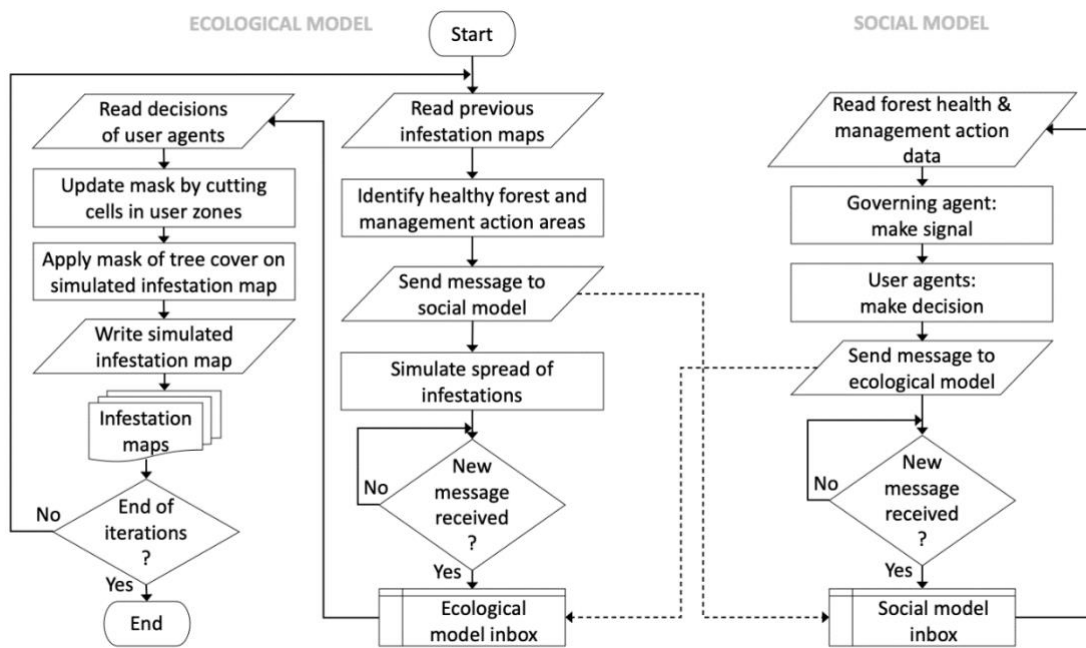 ECOLOGICAL MODEL
SOCIAL MODEL
Start
Read decisions
of user agents
Update mask by cutting
cells in user zones
Apply mask of tree cover on
simulated infestation map
Write simulated
infestation map
Infestation
maps
No
End of
iterations
?
Yes
End
Read previous
infestation maps
Identify healthy forest and
management action areas
Send message to
social model
Simulate spread of
infestations
No
New
message
received
?
Yes
Ecological
model inbox
Read forest health &
management action
data
Governing agent:
make signal
User agents:
make decision
Send message to
ecological model
No
New
message
received
?
Yes
Social model
inbox